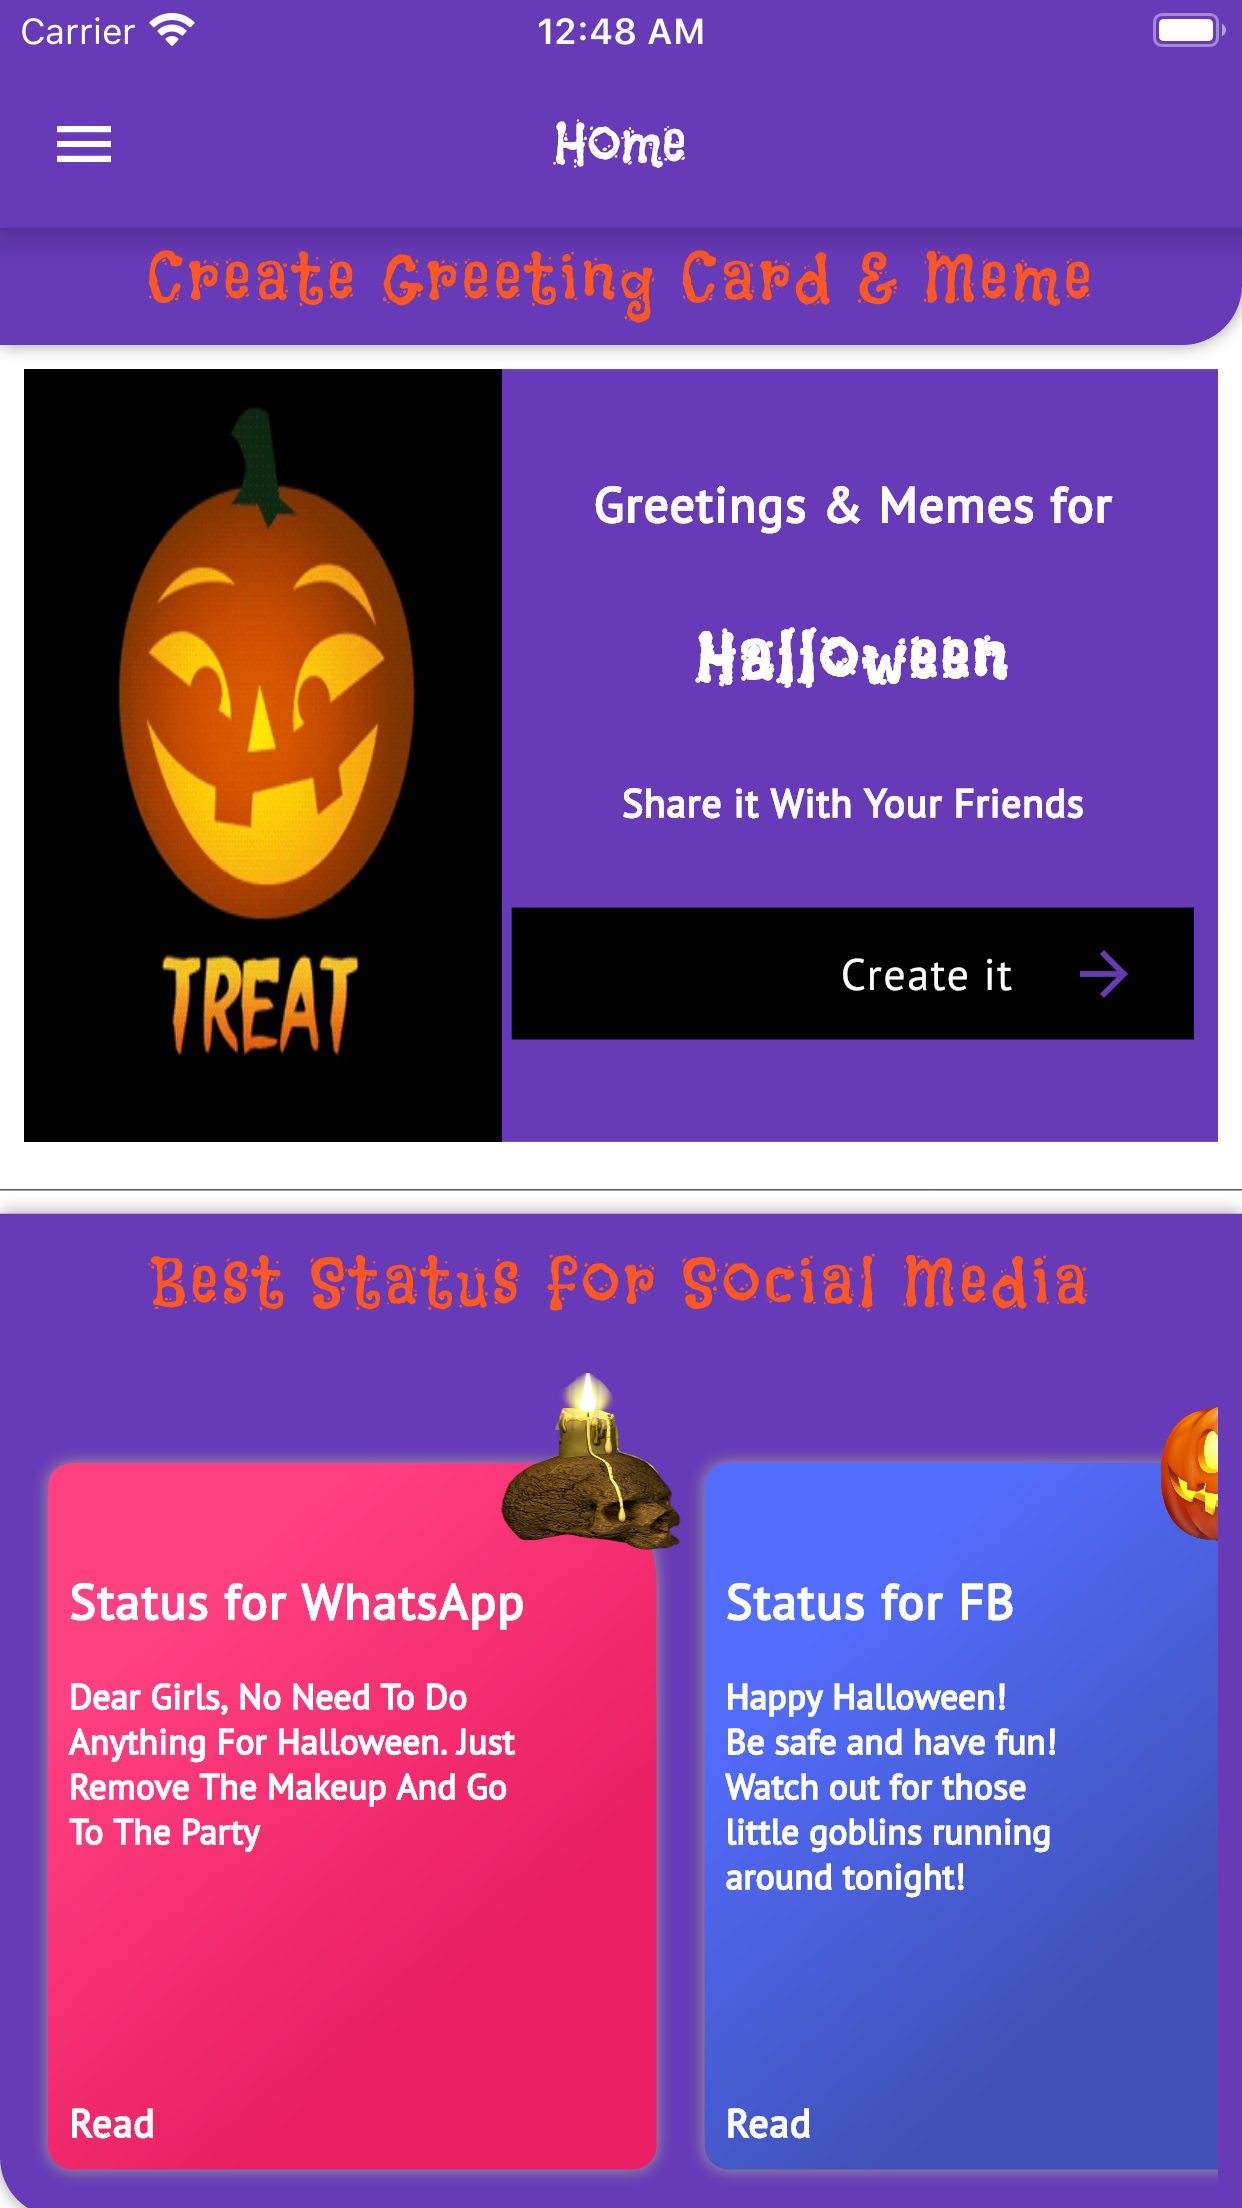 Carrier 12:48 AM
Home
Create Greeting Card & Meme
TREAT
Greetings & Memes for
Halloween
Share it With Your Friends
Create it
Best Status for Social Media
Status for WhatsApp
Dear Girls, No Need To Do
Anything For Halloween. Just
Remove The Makeup And Go
To The Party
Read
Status for FB
Happy Halloween!
Be safe and have fun!
Watch out for those
little goblins running
around tonight!
Read